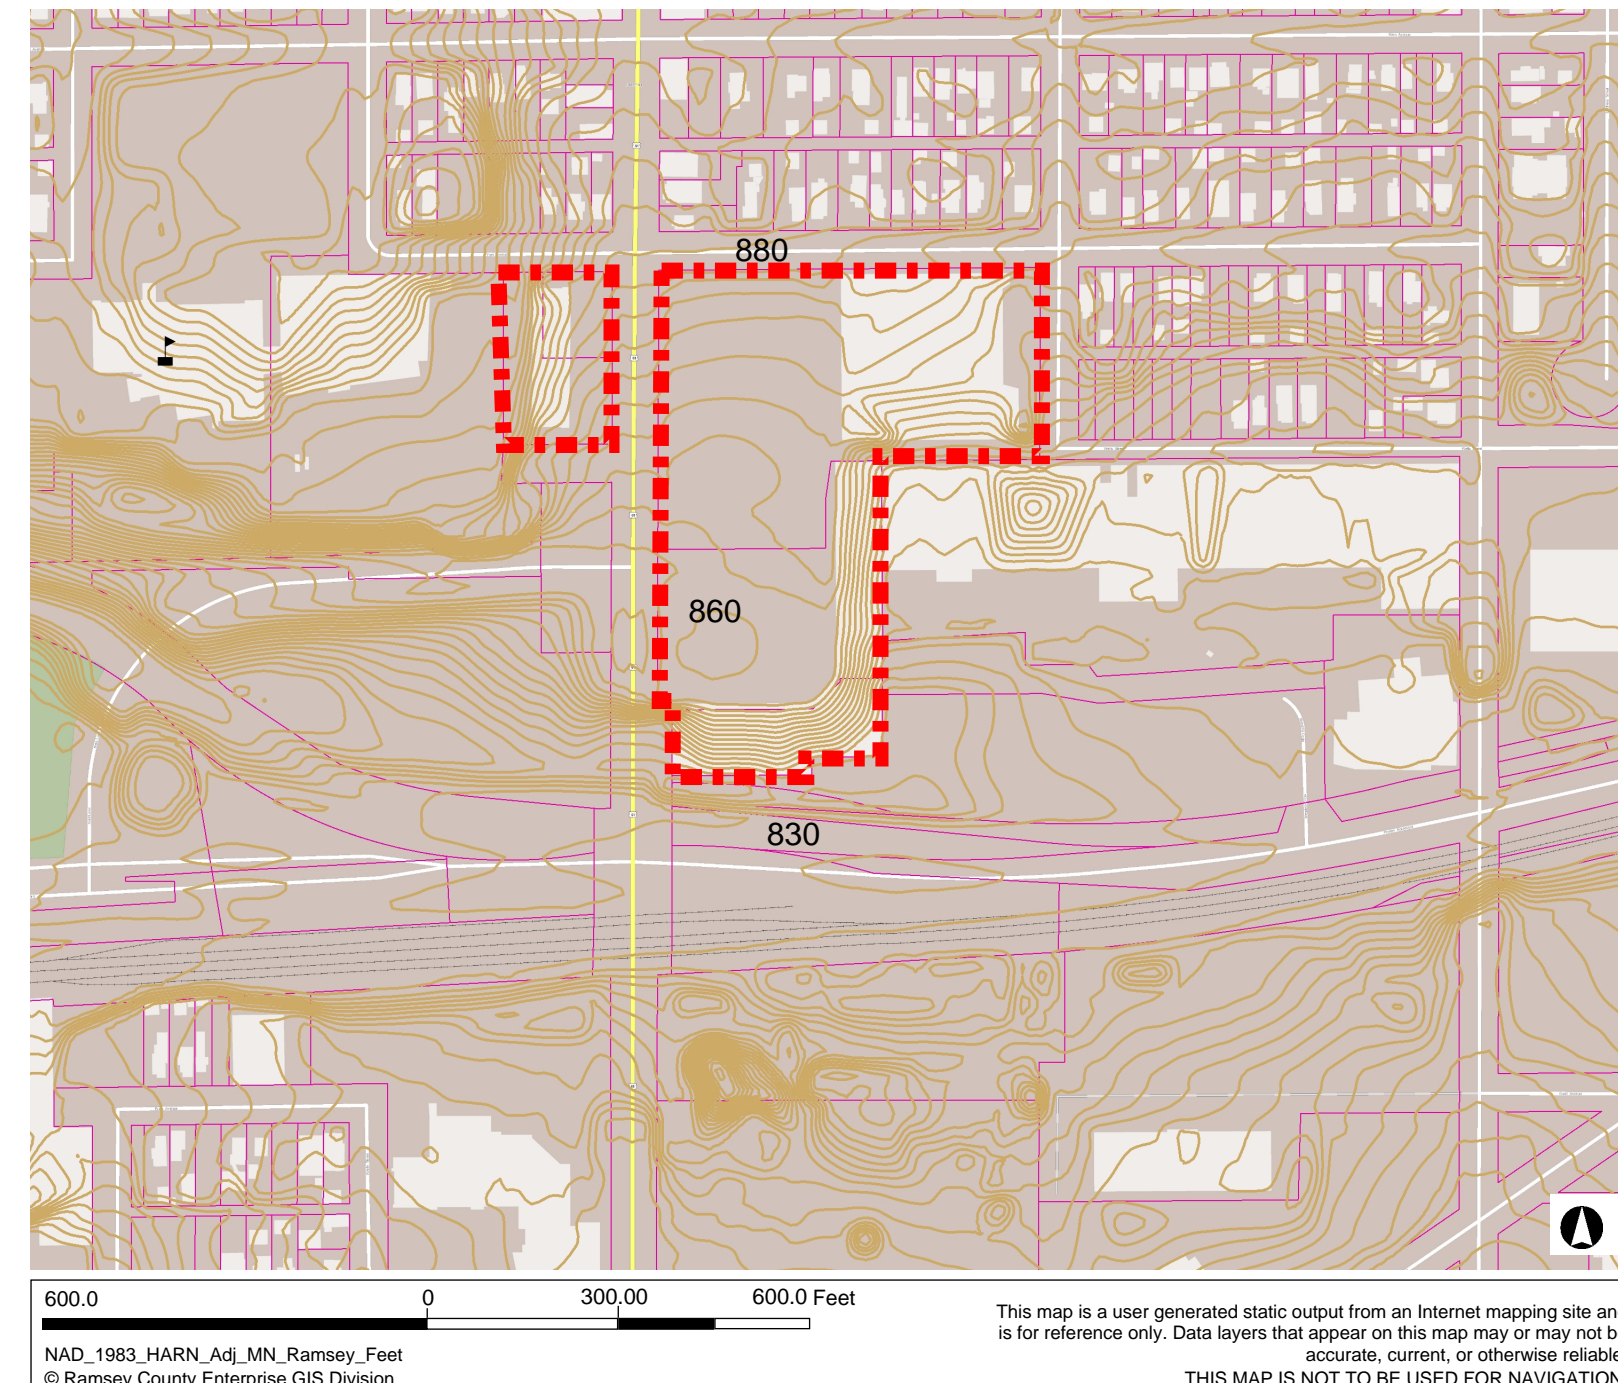 880
860
830
600.0 0 300.00 600.0 Feet
NAD_1983_HARN_Adj_MN_Ramsey_Feet
© Ramsey County Enterprise GIS Division
This map is a user generated static output from an Internet mapping site an
is for reference only. Data layers that appear on this map may or may not b
accurate, current, or otherwise reliable
THIS MAP IS NOT TO BE USED FOR NAVIGATION